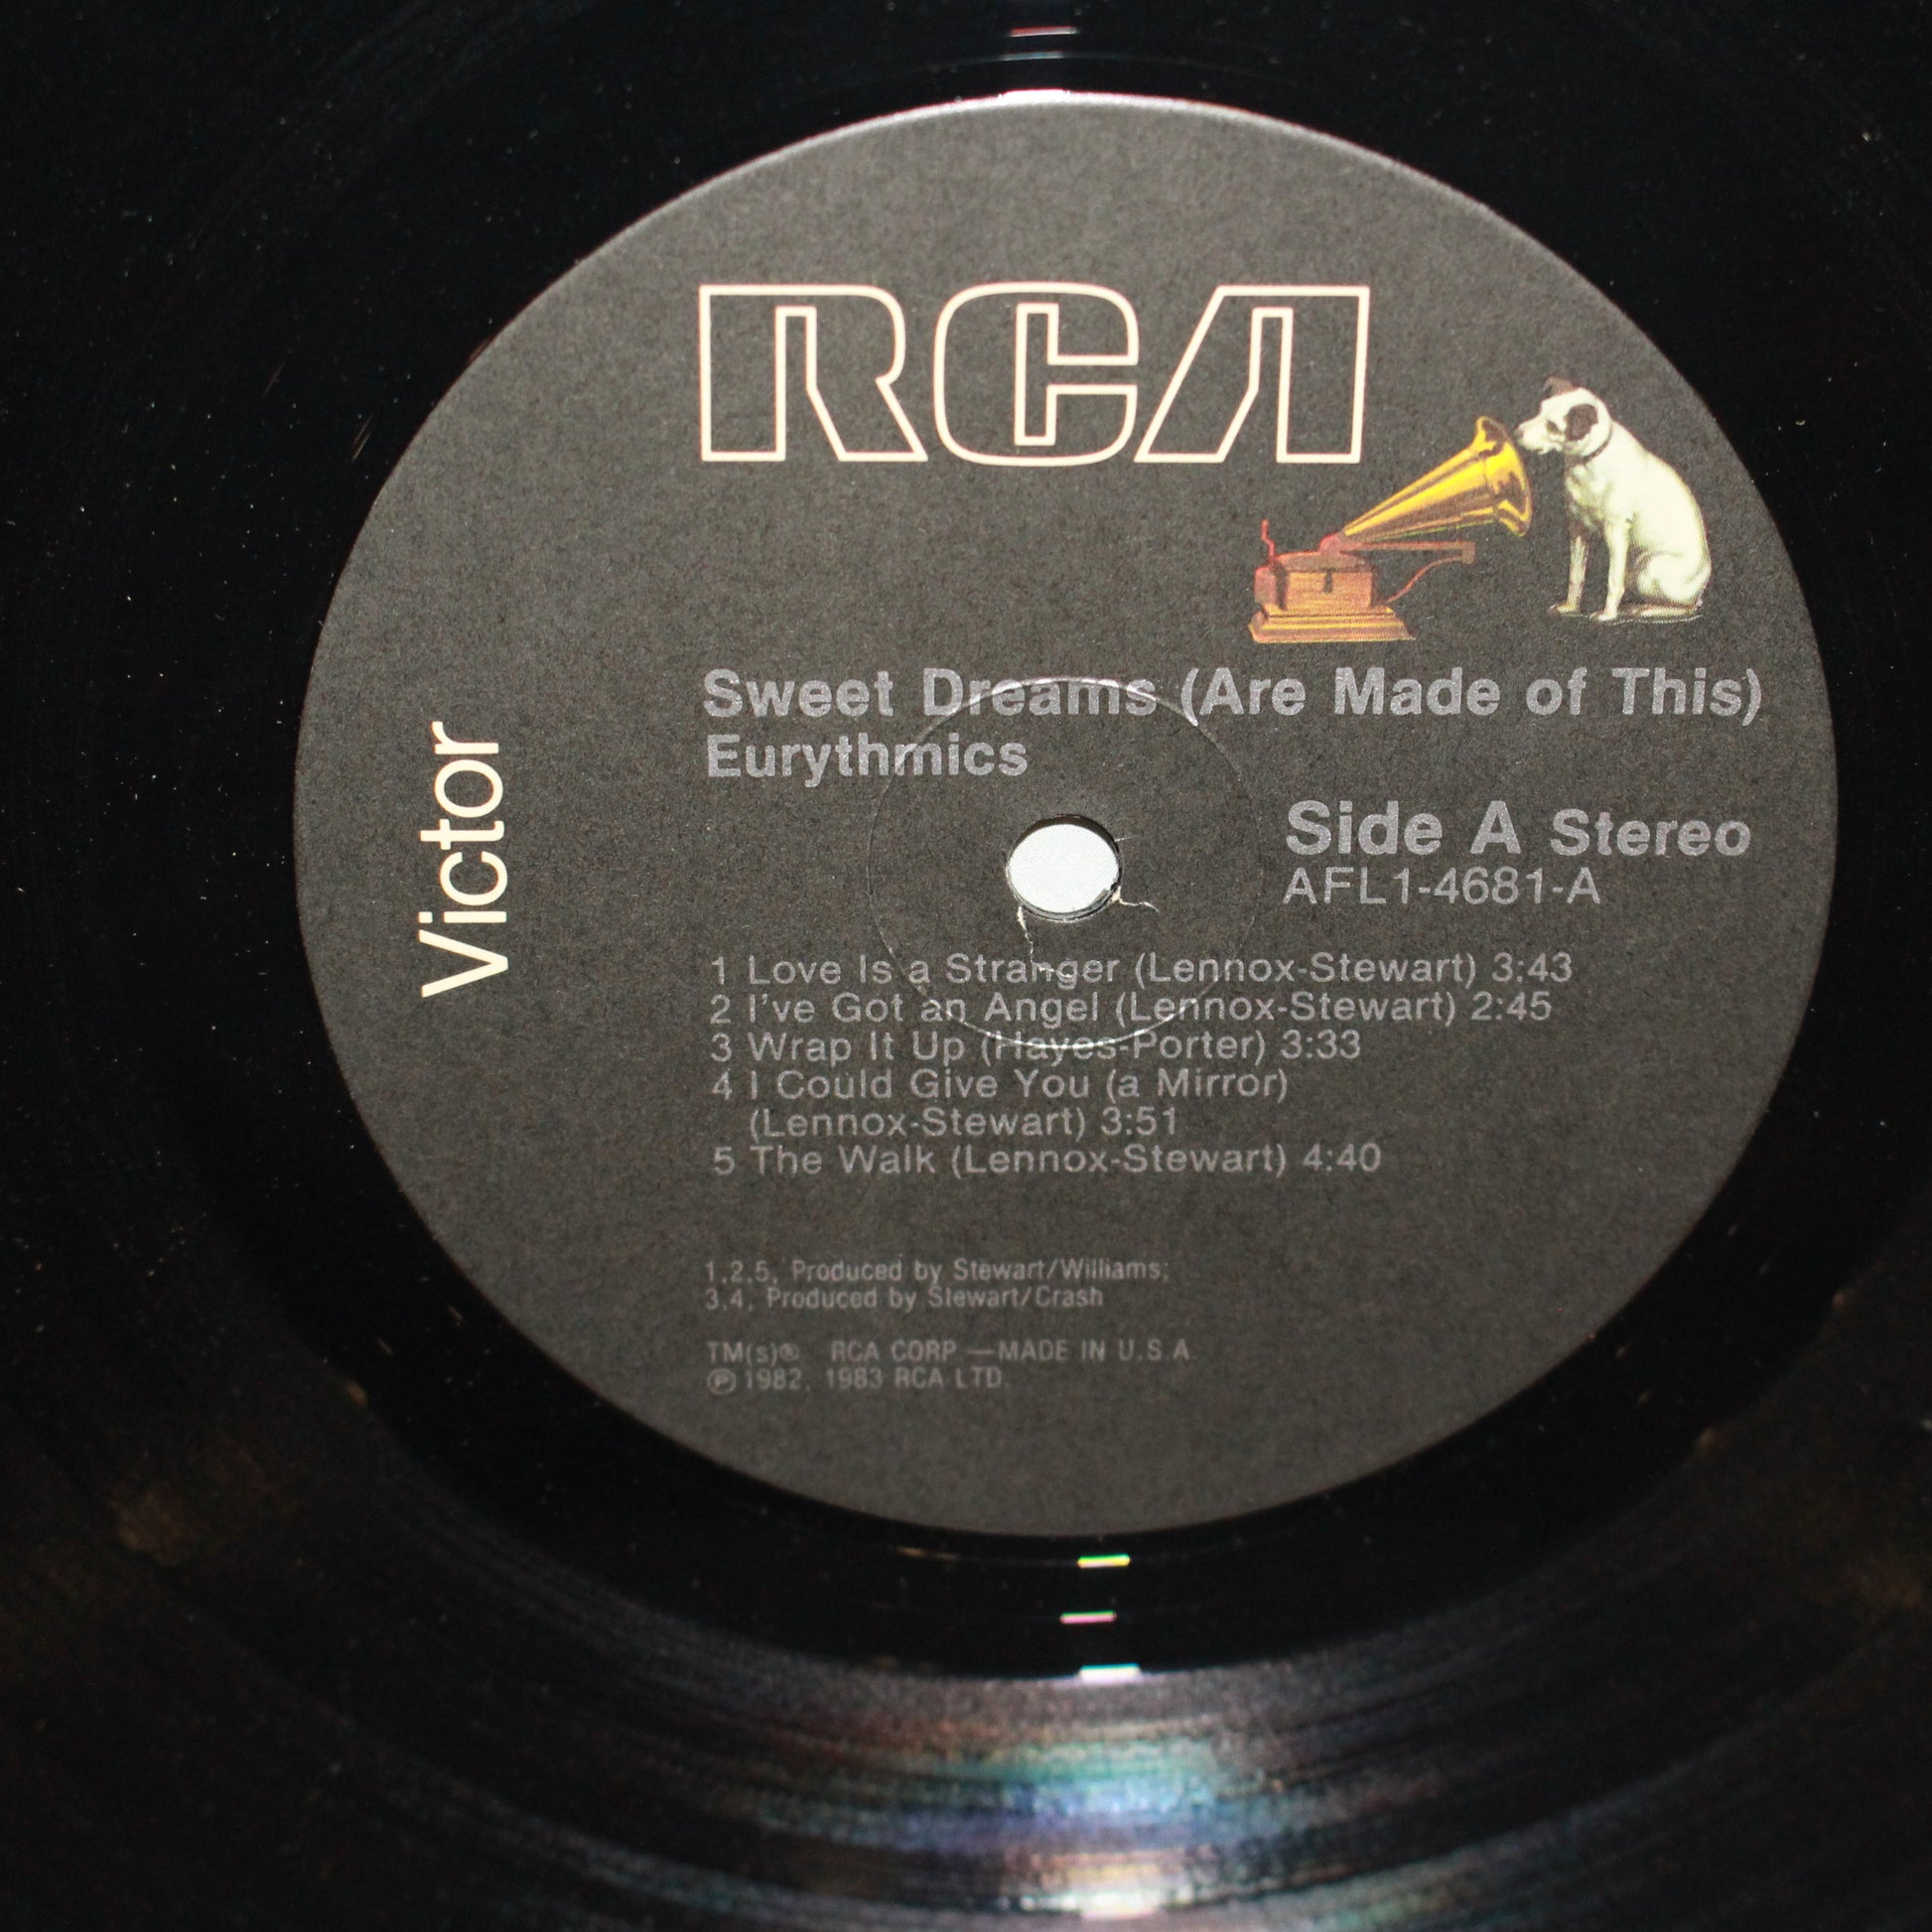 RCA
Victor
Sweet Dreams (Are Made of This)
Eurythmics
Side A Stereo
AFL1-4681-A
1 Love Is a Stranger (Lennox-Stewart) 3:43
2 I've Got an Angel (Lennox-Stewart) 2:45
3 Wrap It Up (Hayes-Porter) 3:33
4 I Could Give You (a Mirror)
(Lennox-Stewart) 3:51
5 The Walk (Lennox-Stewart) 4:40
1,2,5, Produced by Stewart/Williams;
3,4, Produced by Stewart/Crash
TM(s)® RCA CORP.—MADE IN U.S.A.
℗ 1982, 1983 RCA LTD.